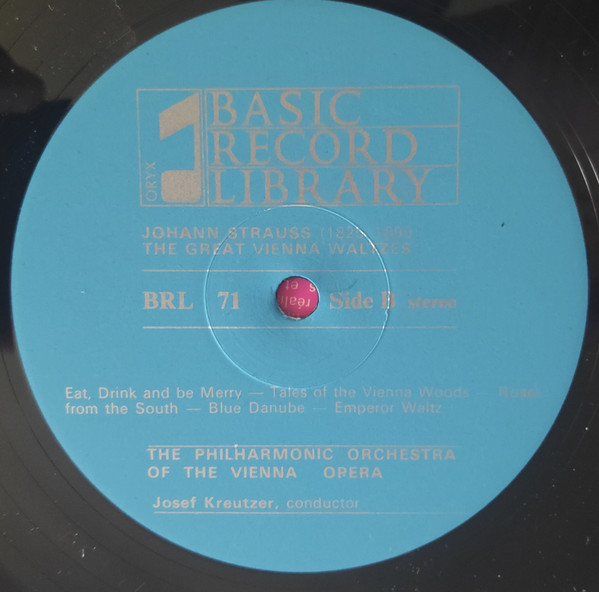 ORYX
BASIC
RECORD
LIBRARY
JOHANN STRAUSS
THE GREAT VIENNA WALTZES
BRL 71 Side B stereo
Eat, Drink and be Merry — Tales of the Vienna Woods Roses
from the South — Blue Danube — Emperor Waltz
THE PHILHARMONIC ORCHESTRA
OF THE VIENNA OPERA
Josef Kreutzer, conductor